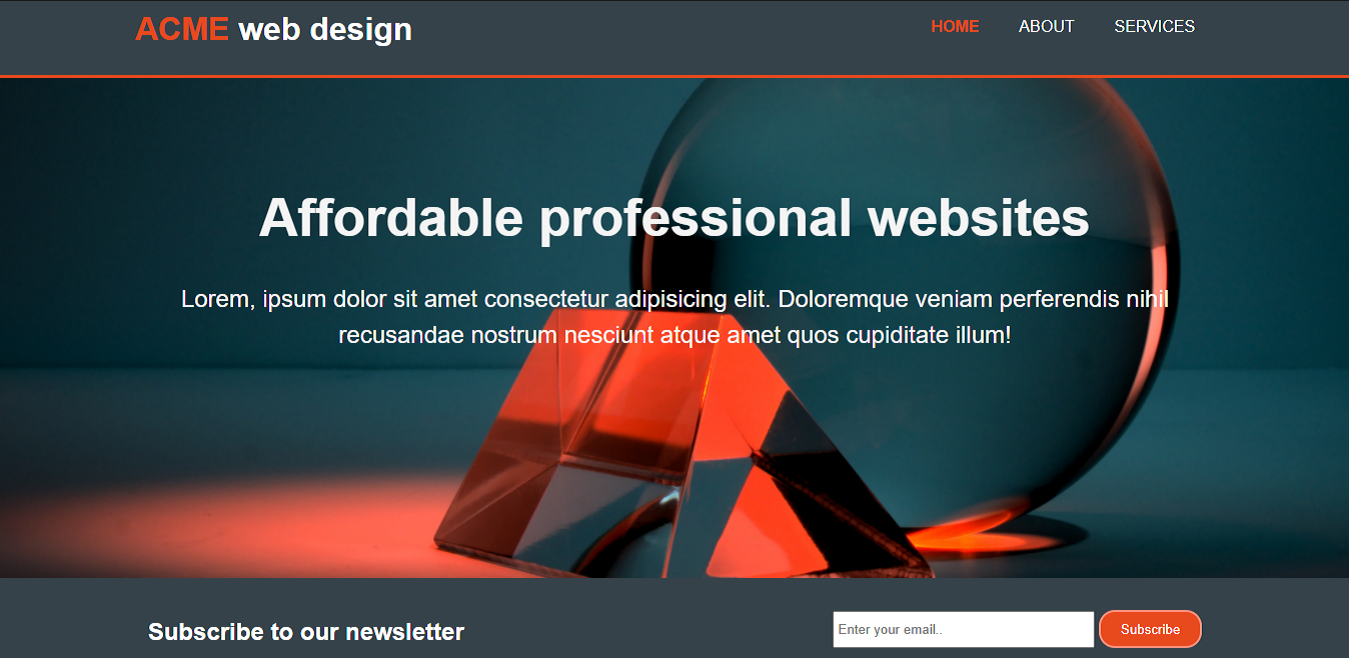 ACME web design
HOME ABOUT SERVICES
Affordable professional websites
Lorem, ipsum dolor sit amet consectetur adipisicing elit. Doloremque veniam perferendis nihil
recusandae nostrum nesciunt atque amet quos cupiditate illum!
Subscribe to our newsletter
Enter your email..
Subscribe